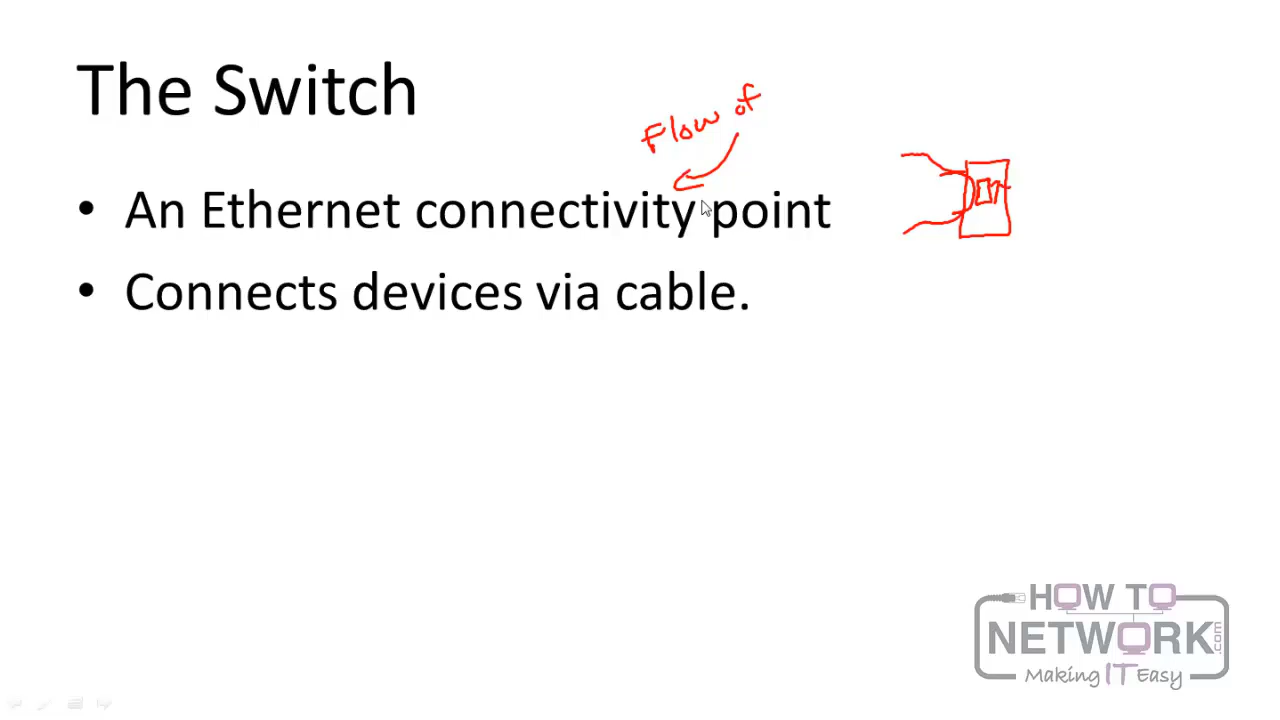 The Switch
Flow of
• An Ethernet connectivity point
• Connects devices via cable.
HOW TO
NETWORK.com
Making IT Easy